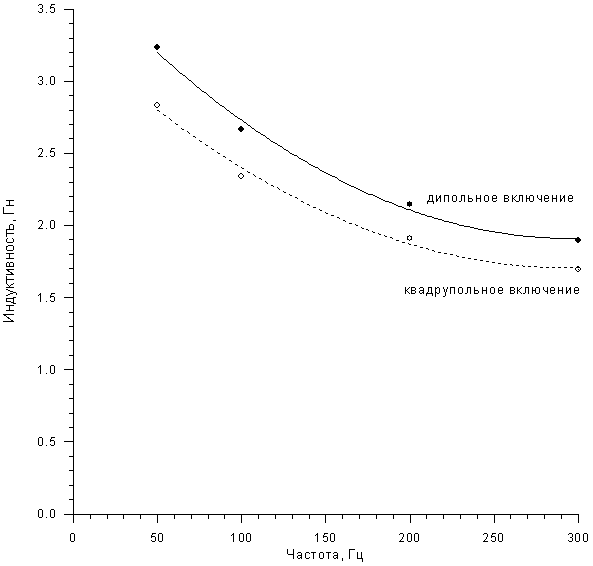 3.5
3.0
2.5
2.0
1.5
1.0
0.5
0.0
Индуктивность, Гн
дипольное включение
квадрупольное включение
0 50 100 150 200 250 300
Частота, Гц